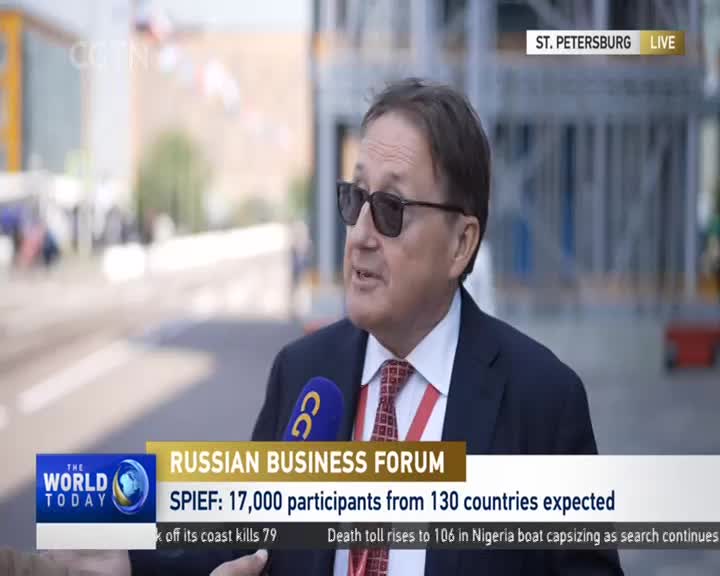 CGTN
ST. PETERSBURG LIVE
CG
RUSSIAN BUSINESS FORUM
THE WORLD TODAY
SPIEF: 17,000 participants from 130 countries expected
k off its coast kills 79 Death toll rises to 106 in Nigeria boat capsizing as search continues